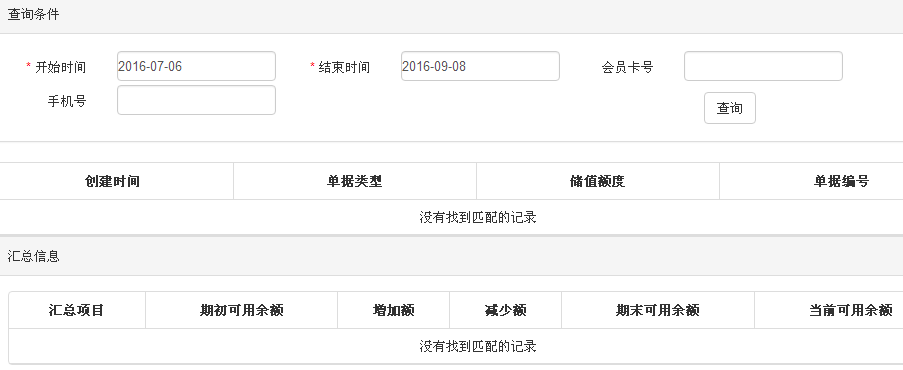 查询条件
* 开始时间 2016-07-06 * 结束时间 2016-09-08 会员卡号
手机号 查询
创建时间 单据类型 储值额度 单据编号
没有找到匹配的记录
汇总信息
汇总项目 期初可用余额 增加额 减少额 期末可用余额 当前可用余额
没有找到匹配的记录